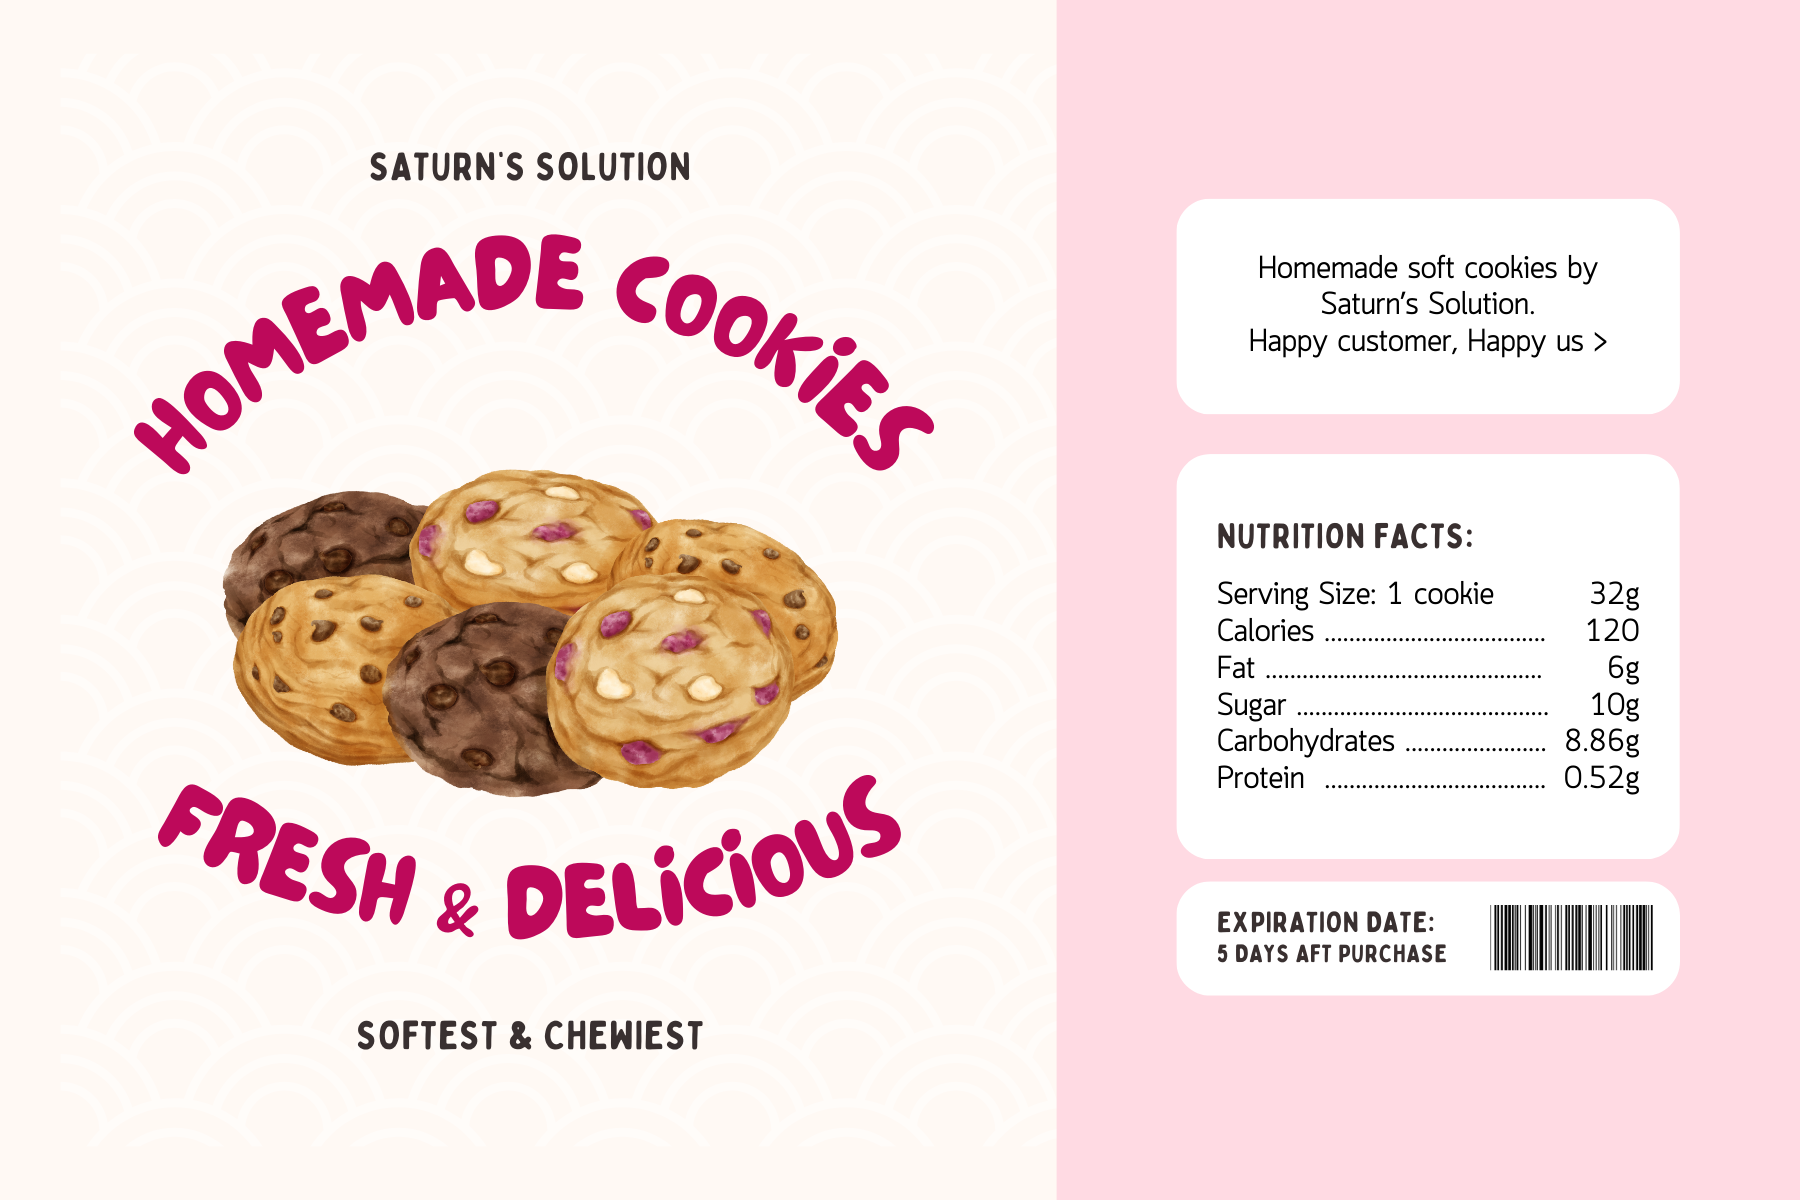 SATURN'S SOLUTION
HOMEMADE COOKiES
FRESH & DELiCiOUS
SOFTEST & CHEWIEST
Homemade soft cookies by
Saturn's Solution.
Happy customer, Happy us >
NUTRITION FACTS:
Serving Size: 1 cookie 32g
Calories .................................... 120
Fat ............................................. 6g
Sugar ......................................... 10g
Carbohydrates ....................... 8.86g
Protein .................................... 0.52g
EXPIRATION DATE:
5 DAYS AFT PURCHASE